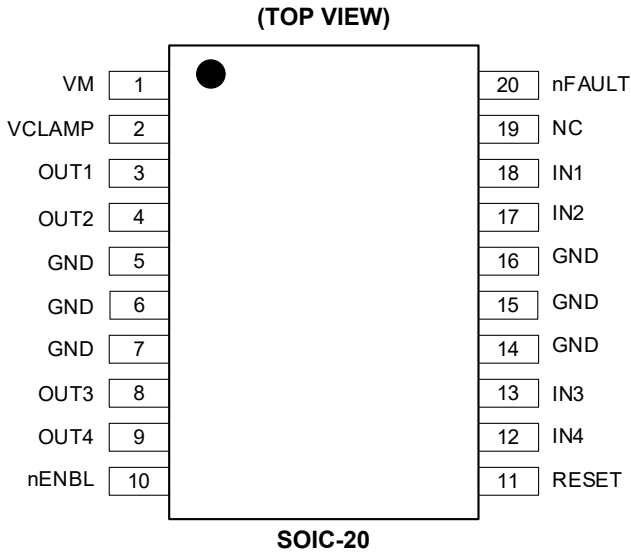 (TOP VIEW)
VM 1 20 nFAULT
VCLAMP 2 19 NC
OUT1 3 18 IN1
OUT2 4 17 IN2
GND 5 16 GND
GND 6 15 GND
GND 7 14 GND
OUT3 8 13 IN3
OUT4 9 12 IN4
nENBL 10 11 RESET
SOIC-20